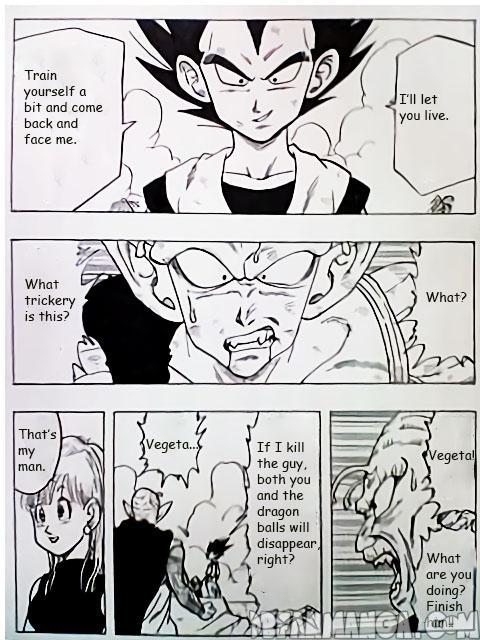 I'll let
you live.
Train
yourself a
bit and come
back and
face me.
What?
What
trickery
is this?
Vegeta!
What
are you
doing?
Finish
him!!
If I kill
the guy,
both you
and the
dragon
balls will
disappear,
right?
Vegeta...
That's
my
man.